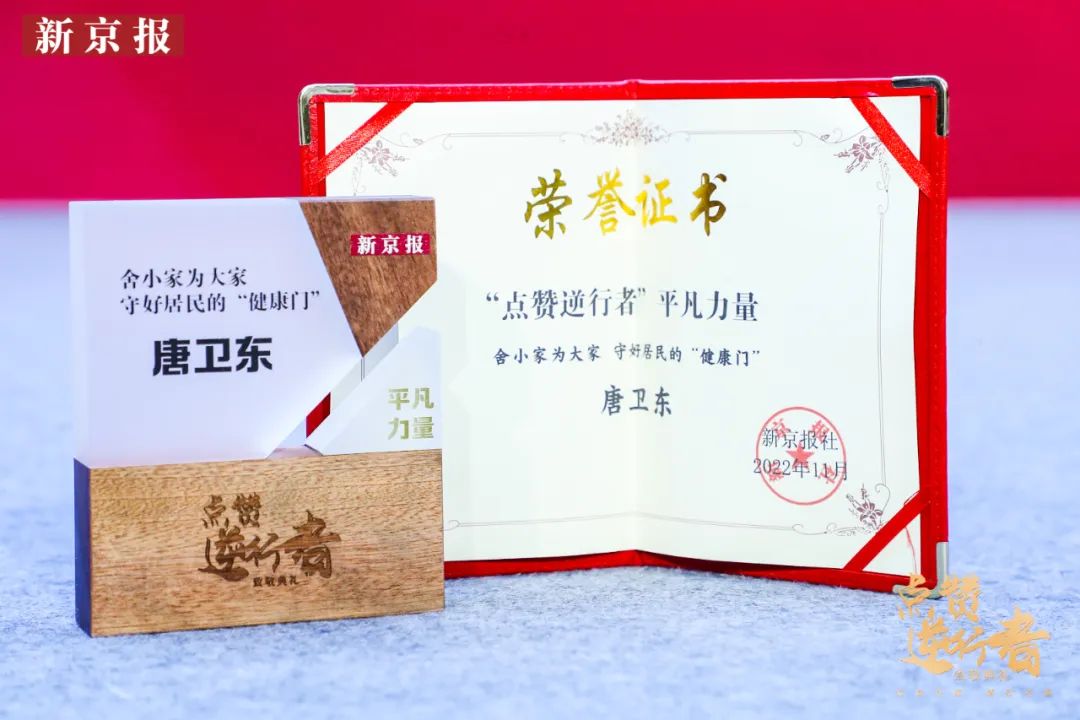 新京报
新京报
舍小家为大家
守好居民的“健康门”
唐卫东
平凡
力量
点赞
逆行者
致敬典礼
荣誉证书
“点赞逆行者”平凡力量
舍小家为大家 守好居民的“健康门”
唐卫东
新京报社
2022年11月
点赞
逆行者
致敬典礼